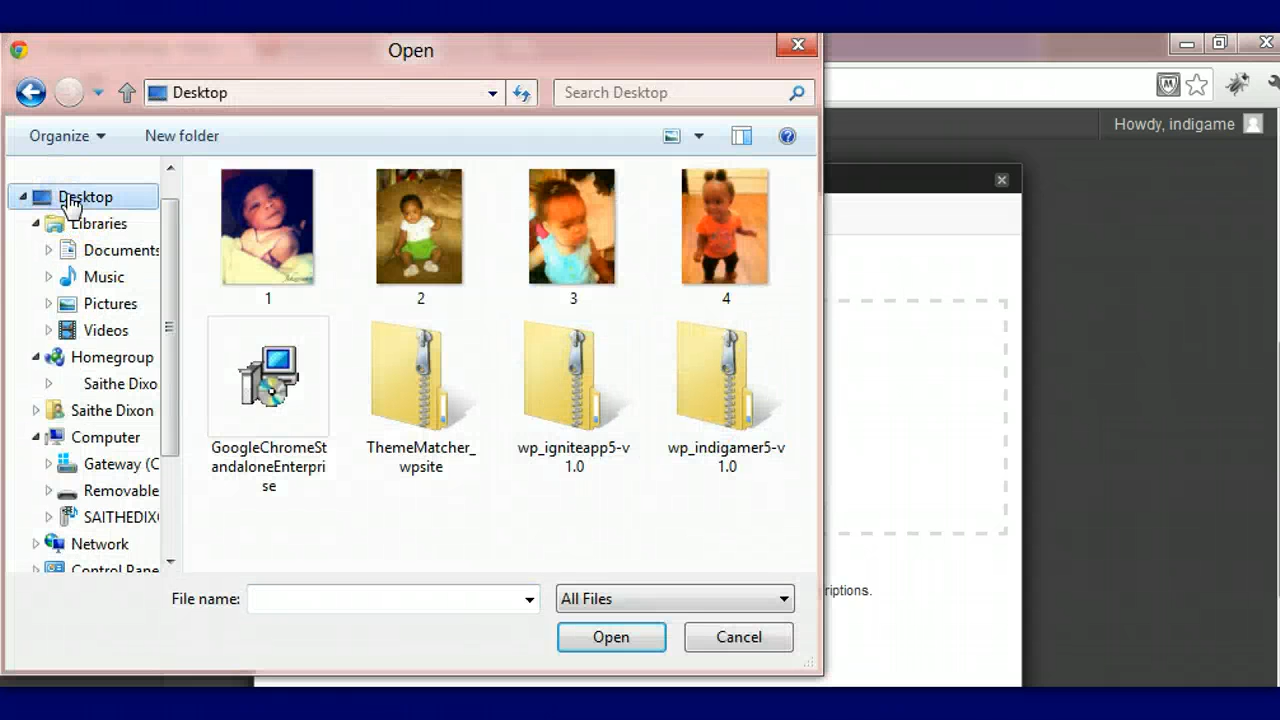 Open
Desktop
Search Desktop
Organize
New folder
Howdy, indigame
Desktop
Libraries
Documents
Music
Pictures
Videos
Homegroup
Saithe Dixo
Saithe Dixon
Computer
Gateway (C
Removable
SAITHEDIX
Network
Control Pane
1
2
3
4
GoogleChromeSt
andaloneEnterpri
se
ThemeMatcher_
wpsite
wp_igniteapp5-v
1.0
wp_indigamer5-v
1.0
riptions.
File name:
All Files
Open
Cancel